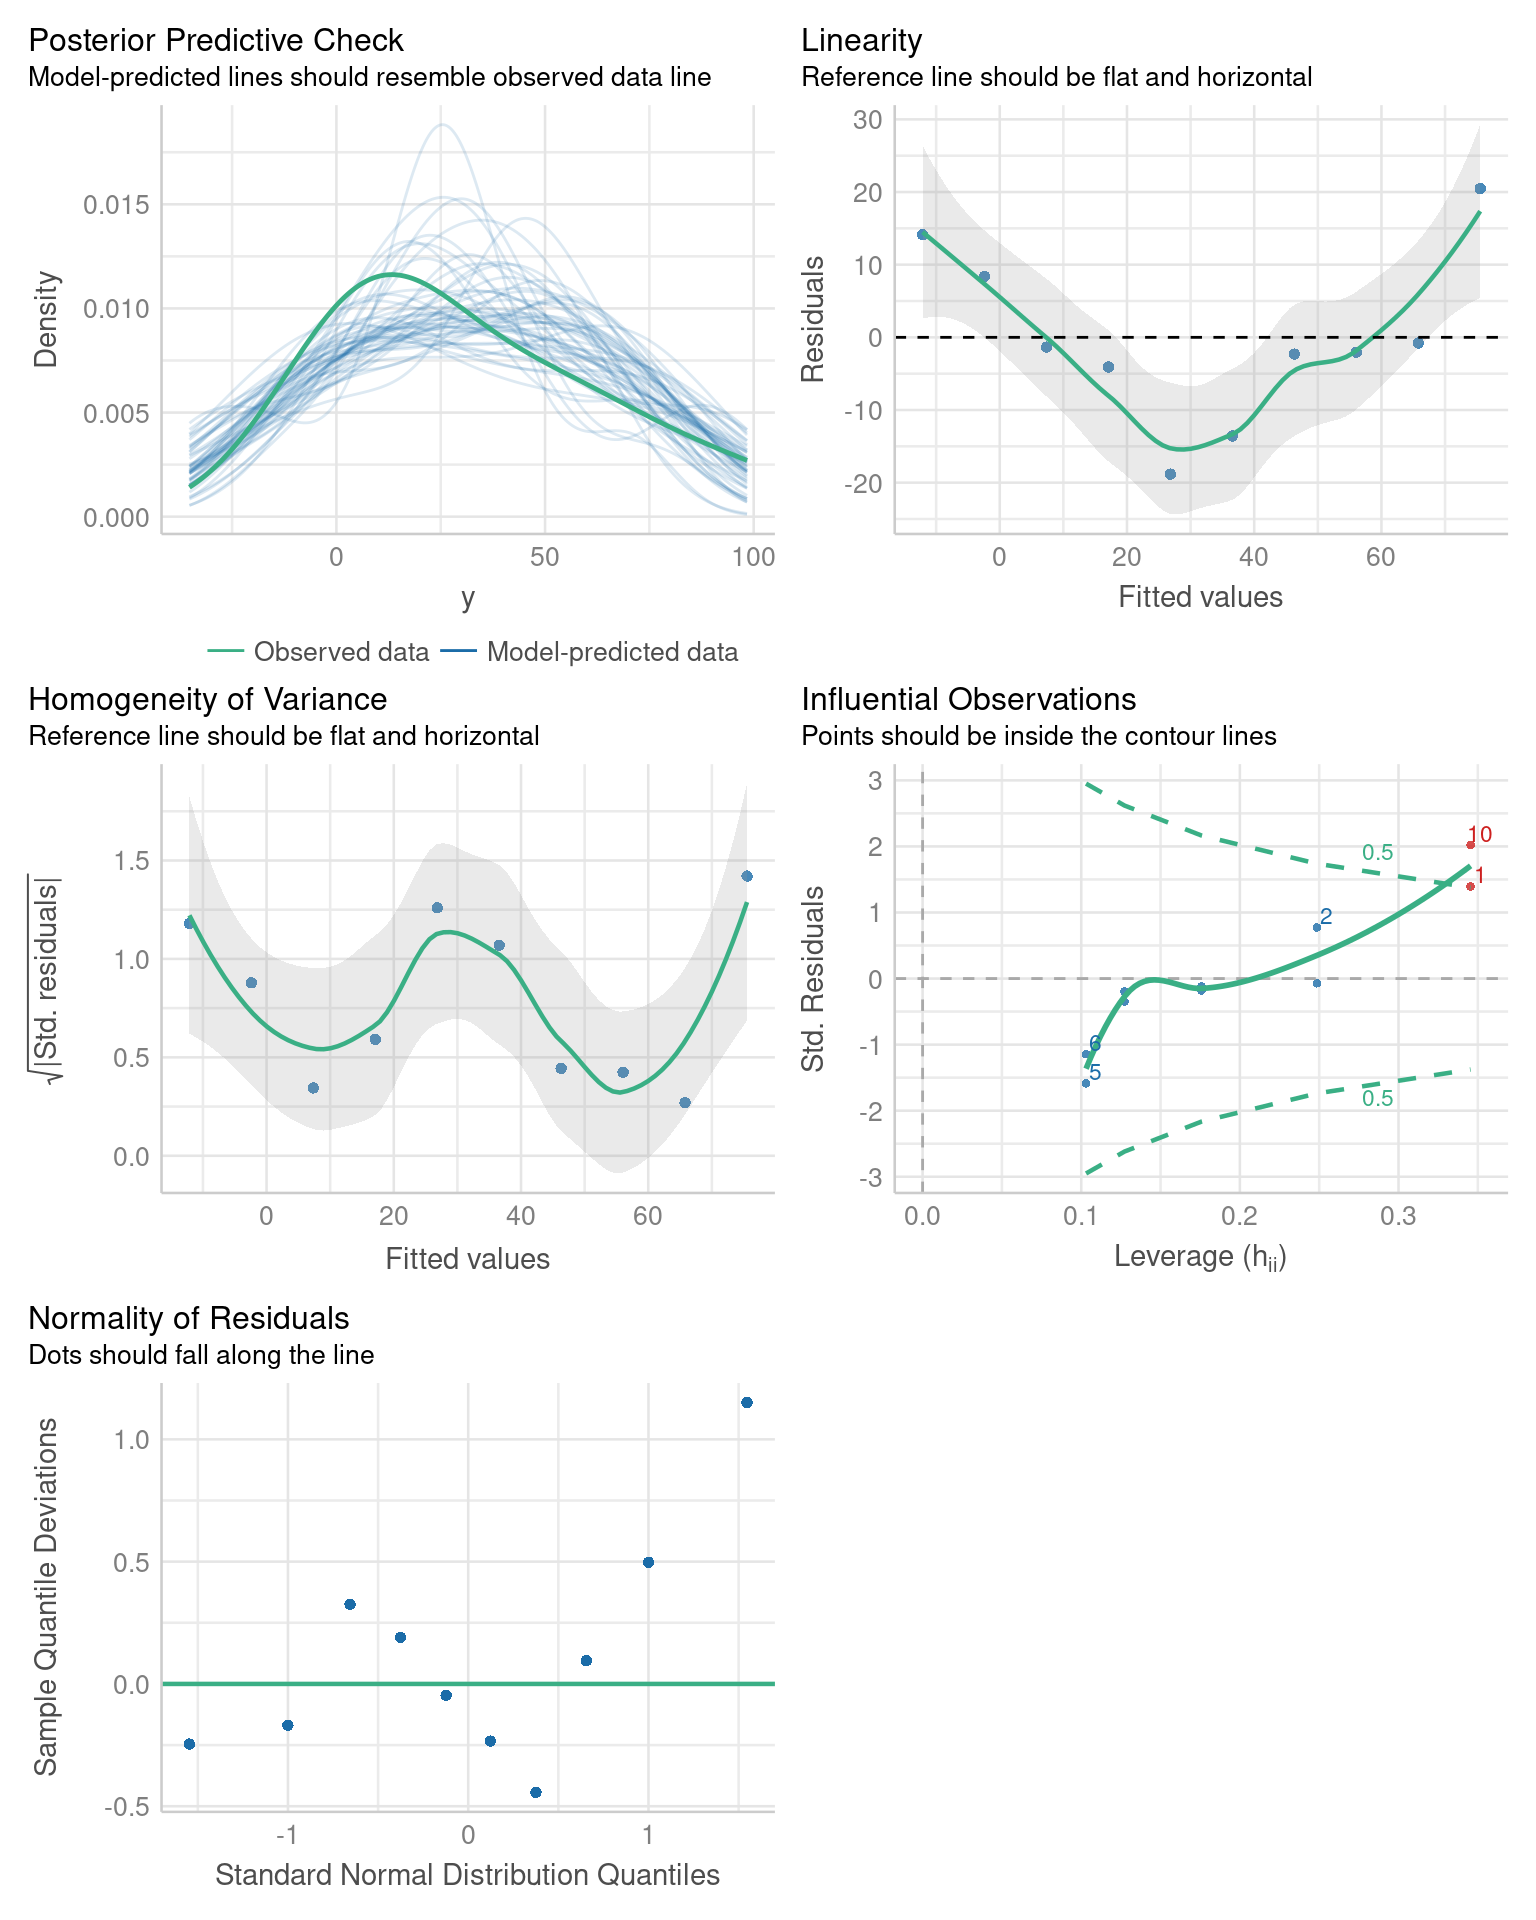 Posterior Predictive Check
Model-predicted lines should resemble observed data line
0.015
0.010
0.005
0.000
Density
0 50 100
y
Observed data Model-predicted data
Linearity
Reference line should be flat and horizontal
30
20
10
0
-10
-20
Residuals
0 20 40 60
Fitted values
Homogeneity of Variance
Reference line should be flat and horizontal
1.5
1.0
0.5
0.0
√|Std. residuals|
0 20 40 60
Fitted values
Influential Observations
Points should be inside the contour lines
3
2
1
0
-1
-2
-3
Std. Residuals
10
0.5
1
2
6
5
0.5
0.0 0.1 0.2 0.3
Leverage (hᵢᵢ)
Normality of Residuals
Dots should fall along the line
1.0
0.5
0.0
-0.5
Sample Quantile Deviations
-1 0 1
Standard Normal Distribution Quantiles